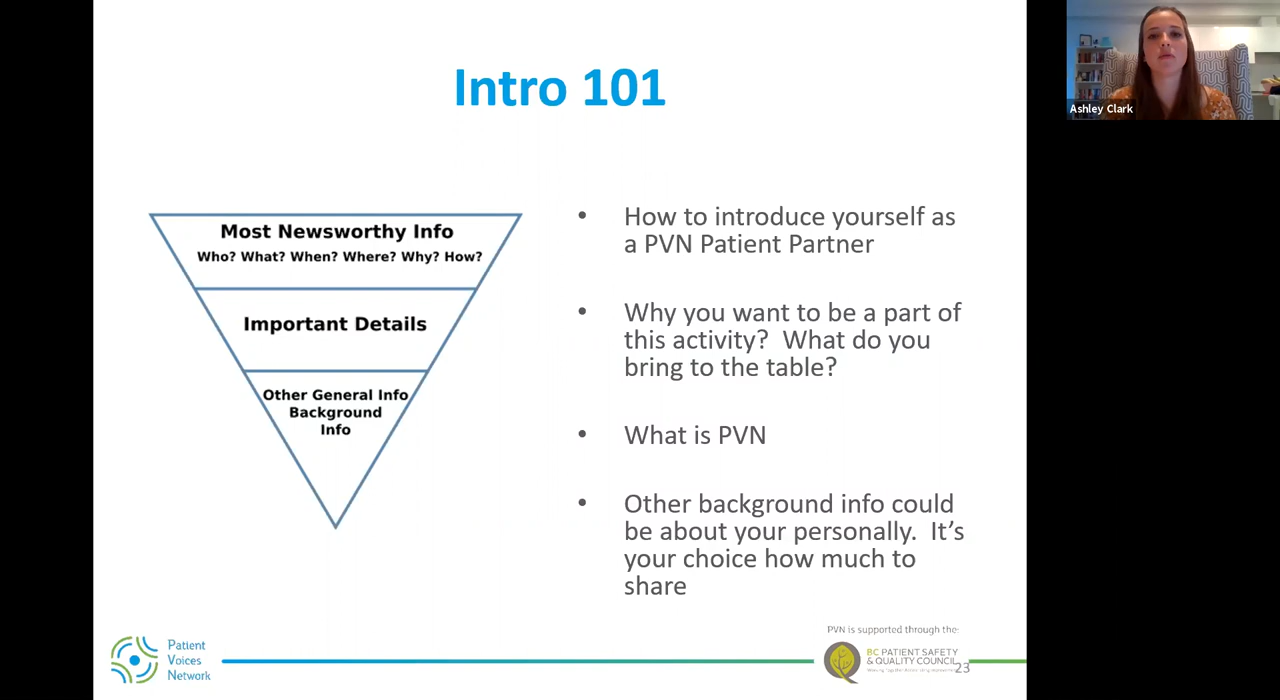 Intro 101
Most Newsworthy Info
Who? What? When? Where? Why? How?
Important Details
Other General Info
Background
Info
• How to introduce yourself as
a PVN Patient Partner
• Why you want to be a part of
this activity?  What do you
bring to the table?
• What is PVN
• Other background info could
be about your personally.  It’s
your choice how much to
share
Patient
Voices
Network
PVN is supported through the:
BC PATIENT SAFETY
& QUALITY COUNCIL
23
Ashley Clark